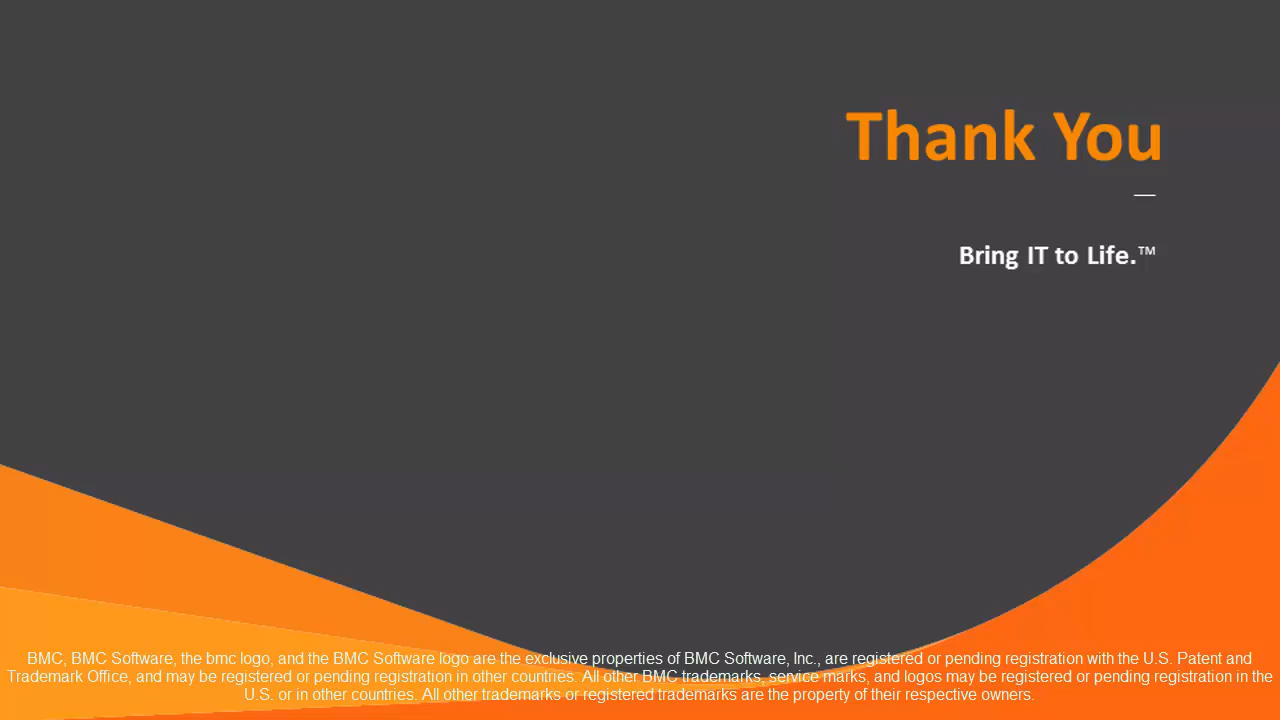 Thank You
Bring IT to Life.™
BMC, BMC Software, the bmc logo, and the BMC Software logo are the exclusive properties of BMC Software, Inc., are registered or pending registration with the U.S. Patent and
Trademark Office, and may be registered or pending registration in other countries. All other BMC trademarks, service marks, and logos may be registered or pending registration in the
U.S. or in other countries. All other trademarks or registered trademarks are the property of their respective owners.